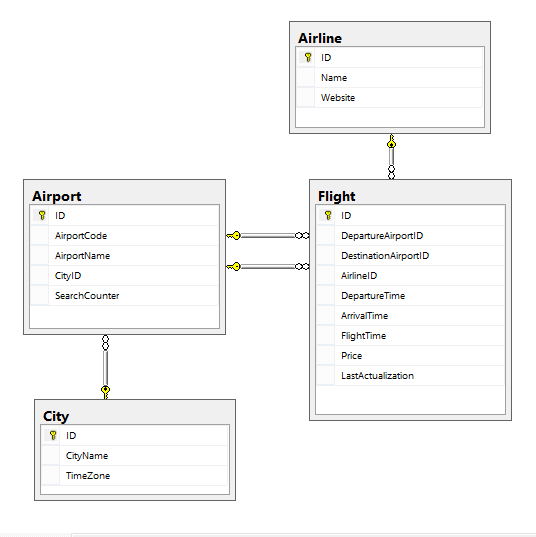 Airline
ID
Name
Website
Airport
ID
AirportCode
AirportName
CityID
SearchCounter
Flight
ID
DepartureAirportID
DestinationAirportID
AirlineID
DepartureTime
ArrivalTime
FlightTime
Price
LastActualization
City
ID
CityName
TimeZone